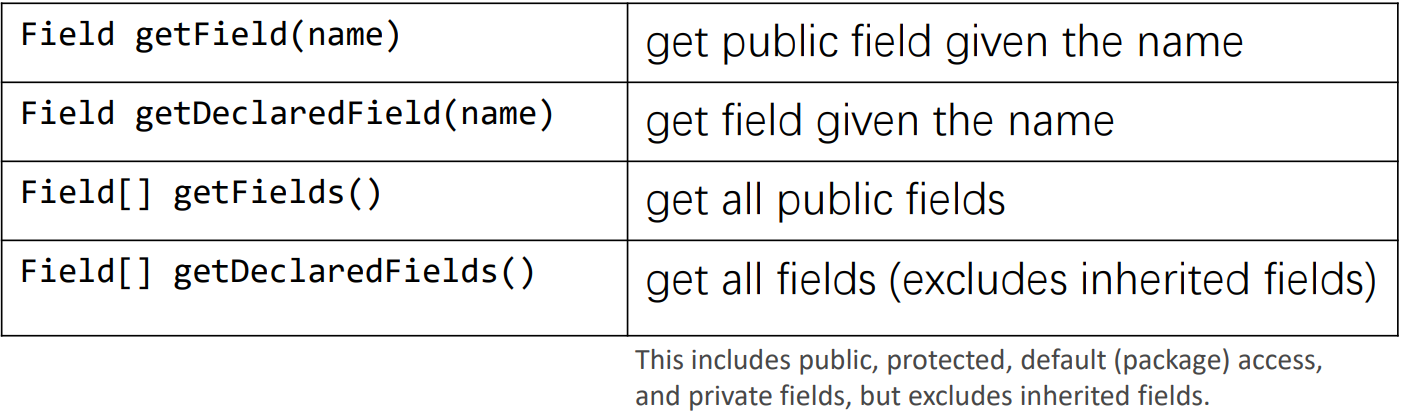 Field getField(name)
get public field given the name
Field getDeclaredField(name)
get field given the name
Field[] getFields()
get all public fields
Field[] getDeclaredFields()
get all fields (excludes inherited fields)
This includes public, protected, default (package) access,
and private fields, but excludes inherited fields.